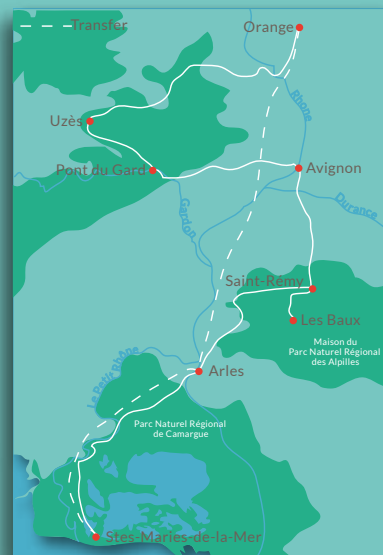 Transfer
Orange
Rhone
Uzès
Pont du Gard
Avignon
Gardon
Durance
Saint-Rémy
Les Baux
Maison du
Parc Naturel Régional
des Alpilles
Le Petit Rhône
Arles
Parc Naturel Régional
de Camargue
Stes-Maries-de-la-Mer